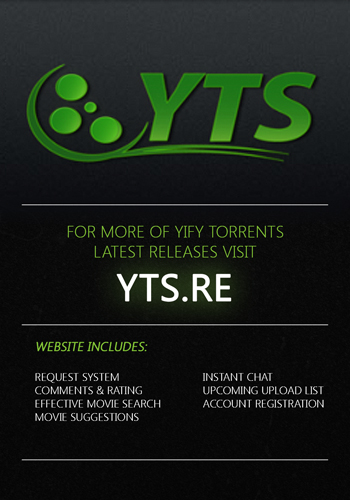 YTS
FOR MORE OF YIFY TORRENTS
LATEST RELEASES VISIT
YTS.RE
WEBSITE INCLUDES:
REQUEST SYSTEM
COMMENTS & RATING
EFFECTIVE MOVIE SEARCH
MOVIE SUGGESTIONS
INSTANT CHAT
UPCOMING UPLOAD LIST
ACCOUNT REGISTRATION